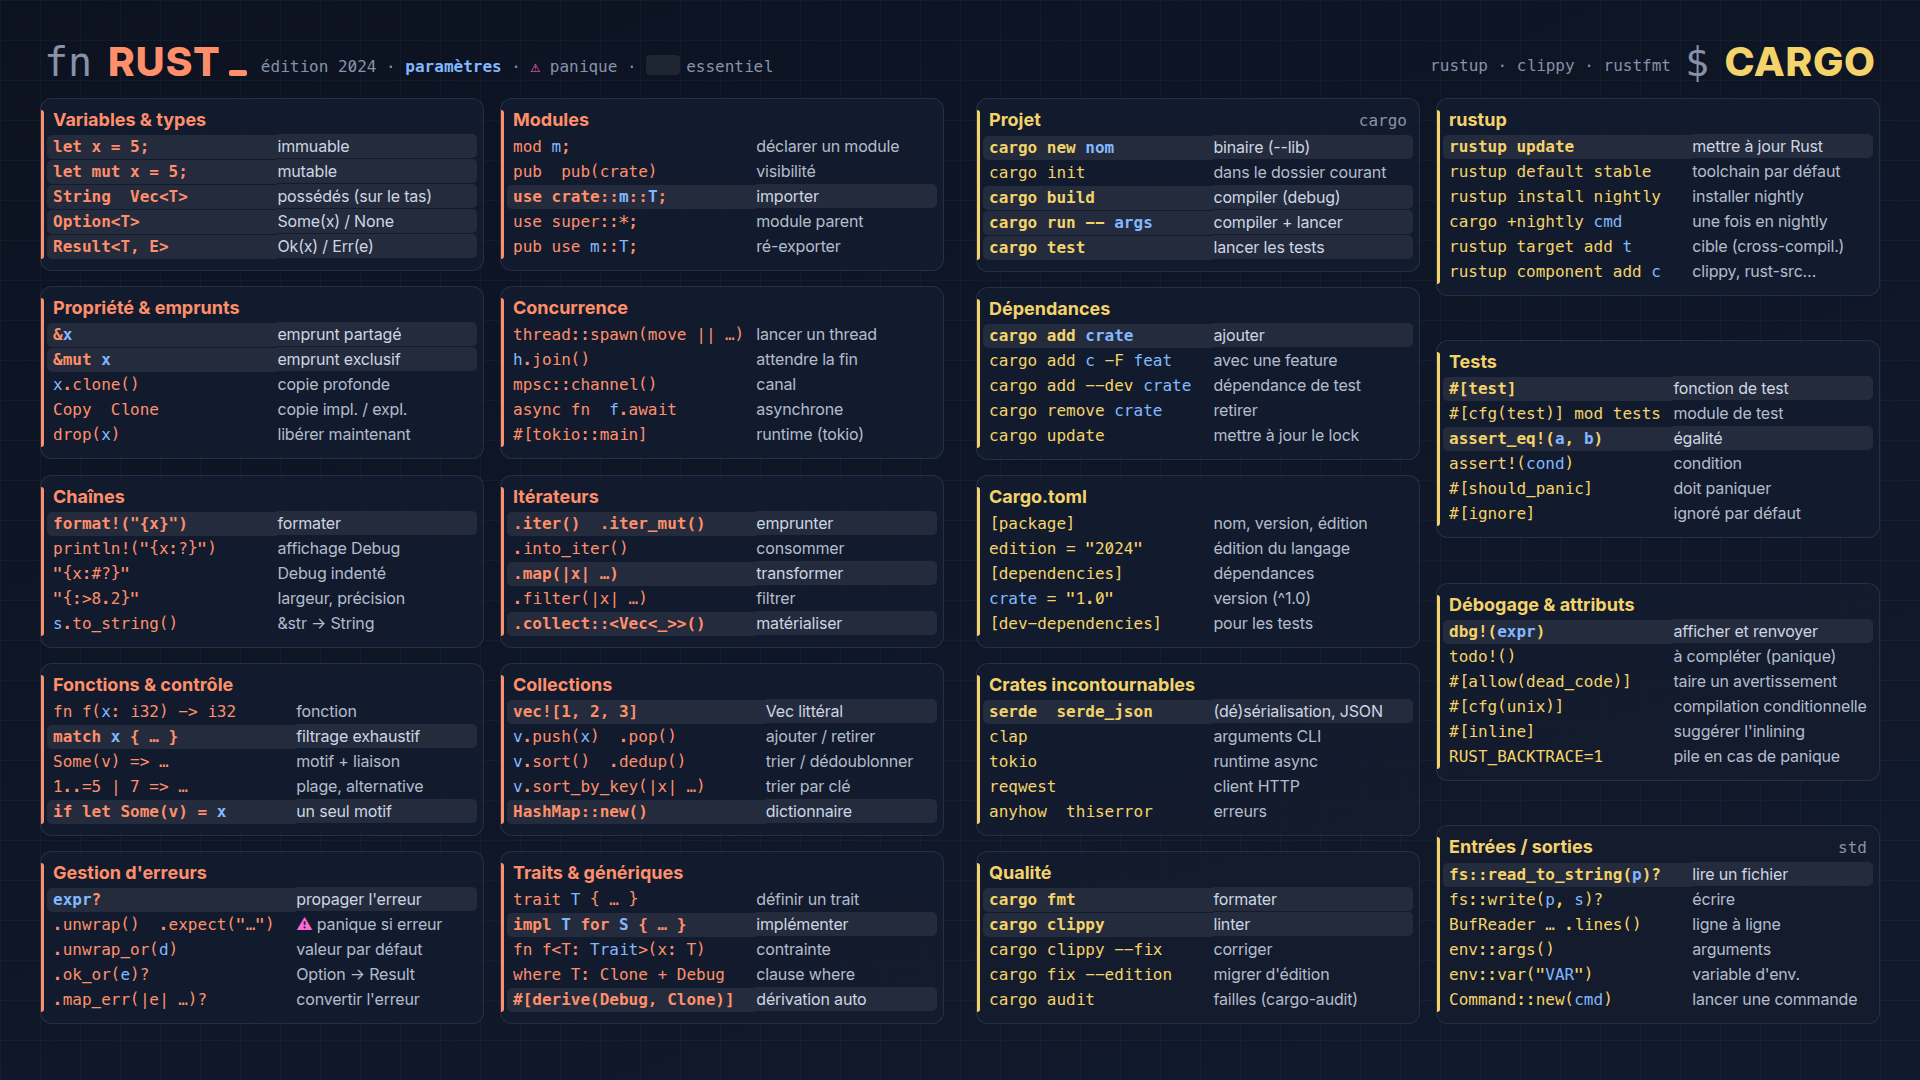 fn RUST_ édition 2024 · paramètres · ⚠ panique · essentiel
rustup · clippy · rustfmt $ CARGO
Variables & types
let x = 5; immuable
let mut x = 5; mutable
String Vec<T> possédés (sur le tas)
Option<T> Some(x) / None
Result<T, E> Ok(x) / Err(e)
Propriété & emprunts
&x emprunt partagé
&mut x emprunt exclusif
x.clone() copie profonde
Copy Clone copie impl. / expl.
drop(x) libérer maintenant
Chaînes
format!("{x}") formater
println!("{x:?}") affichage Debug
"{x:#?}" Debug indenté
"{:>8.2}" largeur, précision
s.to_string() &str → String
Fonctions & contrôle
fn f(x: i32) -> i32 fonction
match x { … } filtrage exhaustif
Some(v) => … motif + liaison
1..=5 | 7 => … plage, alternative
if let Some(v) = x un seul motif
Gestion d'erreurs
expr? propager l'erreur
.unwrap() .expect("…") ⚠ panique si erreur
.unwrap_or(d) valeur par défaut
.ok_or(e)? Option → Result
.map_err(|e| …)? convertir l'erreur
Modules
mod m; déclarer un module
pub pub(crate) visibilité
use crate::m::T; importer
use super::*; module parent
pub use m::T; ré-exporter
Concurrence
thread::spawn(move || …) lancer un thread
h.join() attendre la fin
mpsc::channel() canal
async fn f.await asynchrone
#[tokio::main] runtime (tokio)
Itérateurs
.iter() .iter_mut() emprunter
.into_iter() consommer
.map(|x| …) transformer
.filter(|x| …) filtrer
.collect::<Vec<_>>() matérialiser
Collections
vec![1, 2, 3] Vec littéral
v.push(x) .pop() ajouter / retirer
v.sort() .dedup() trier / dédoublonner
v.sort_by_key(|x| …) trier par clé
HashMap::new() dictionnaire
Traits & génériques
trait T { … } définir un trait
impl T for S { … } implémenter
fn f<T: Trait>(x: T) contrainte
where T: Clone + Debug clause where
#[derive(Debug, Clone)] dérivation auto
Projet cargo
cargo new nom binaire (--lib)
cargo init dans le dossier courant
cargo build compiler (debug)
cargo run -- args compiler + lancer
cargo test lancer les tests
Dépendances
cargo add crate ajouter
cargo add c -F feat avec une feature
cargo add --dev crate dépendance de test
cargo remove crate retirer
cargo update mettre à jour le lock
Cargo.toml
[package] nom, version, édition
edition = "2024" édition du langage
[dependencies] dépendances
crate = "1.0" version (^1.0)
[dev-dependencies] pour les tests
Crates incontournables
serde serde_json (dé)sérialisation, JSON
clap arguments CLI
tokio runtime async
reqwest client HTTP
anyhow thiserror erreurs
Qualité
cargo fmt formater
cargo clippy linter
cargo clippy --fix corriger
cargo fix --edition migrer d'édition
cargo audit failles (cargo-audit)
rustup
rustup update mettre à jour Rust
rustup default stable toolchain par défaut
rustup install nightly installer nightly
cargo +nightly cmd une fois en nightly
rustup target add t cible (cross-compil.)
rustup component add c clippy, rust-src…
Tests
#[test] fonction de test
#[cfg(test)] mod tests module de test
assert_eq!(a, b) égalité
assert!(cond) condition
#[should_panic] doit paniquer
#[ignore] ignoré par défaut
Débogage & attributs
dbg!(expr) afficher et renvoyer
todo!() à compléter (panique)
#[allow(dead_code)] taire un avertissement
#[cfg(unix)] compilation conditionnelle
#[inline] suggérer l'inlining
RUST_BACKTRACE=1 pile en cas de panique
Entrées / sorties std
fs::read_to_string(p)? lire un fichier
fs::write(p, s)? écrire
BufReader … .lines() ligne à ligne
env::args() arguments
env::var("VAR") variable d'env.
Command::new(cmd) lancer une commande